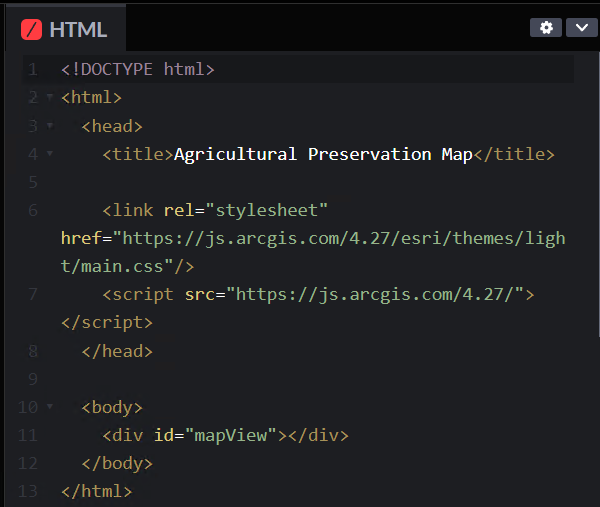 HTML
1 <!DOCTYPE html>
2 <html>
3 <head>
4 <title>Agricultural Preservation Map</title>
5
6 <link rel="stylesheet"
href="https://js.arcgis.com/4.27/esri/themes/ligh
t/main.css"/>
7 <script src="https://js.arcgis.com/4.27/">
</script>
8 </head>
9
10 <body>
11 <div id="mapView"></div>
12 </body>
13 </html>